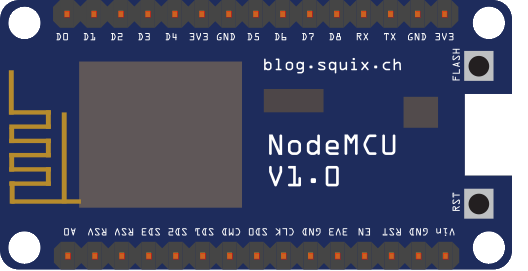 D0 D1 D2 D3 D4 3V3 GND D5 D6 D7 D8 RX TX GND 3V3
FLASH
blog.squix.ch
NodeMCU
V1.0
RST
A0 RSV RSV SD3 SD2 SD1 CMD SD0 CLK GND 3V3 EN RST GND Vin